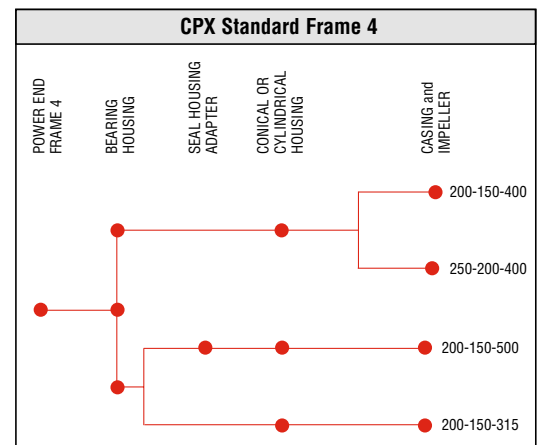 CPX Standard Frame 4
POWER END
FRAME 4
BEARING
HOUSING
SEAL HOUSING
ADAPTER
CONICAL OR
CYLINDRICAL
HOUSING
CASING and
IMPELLER
200-150-400
250-200-400
200-150-500
200-150-315